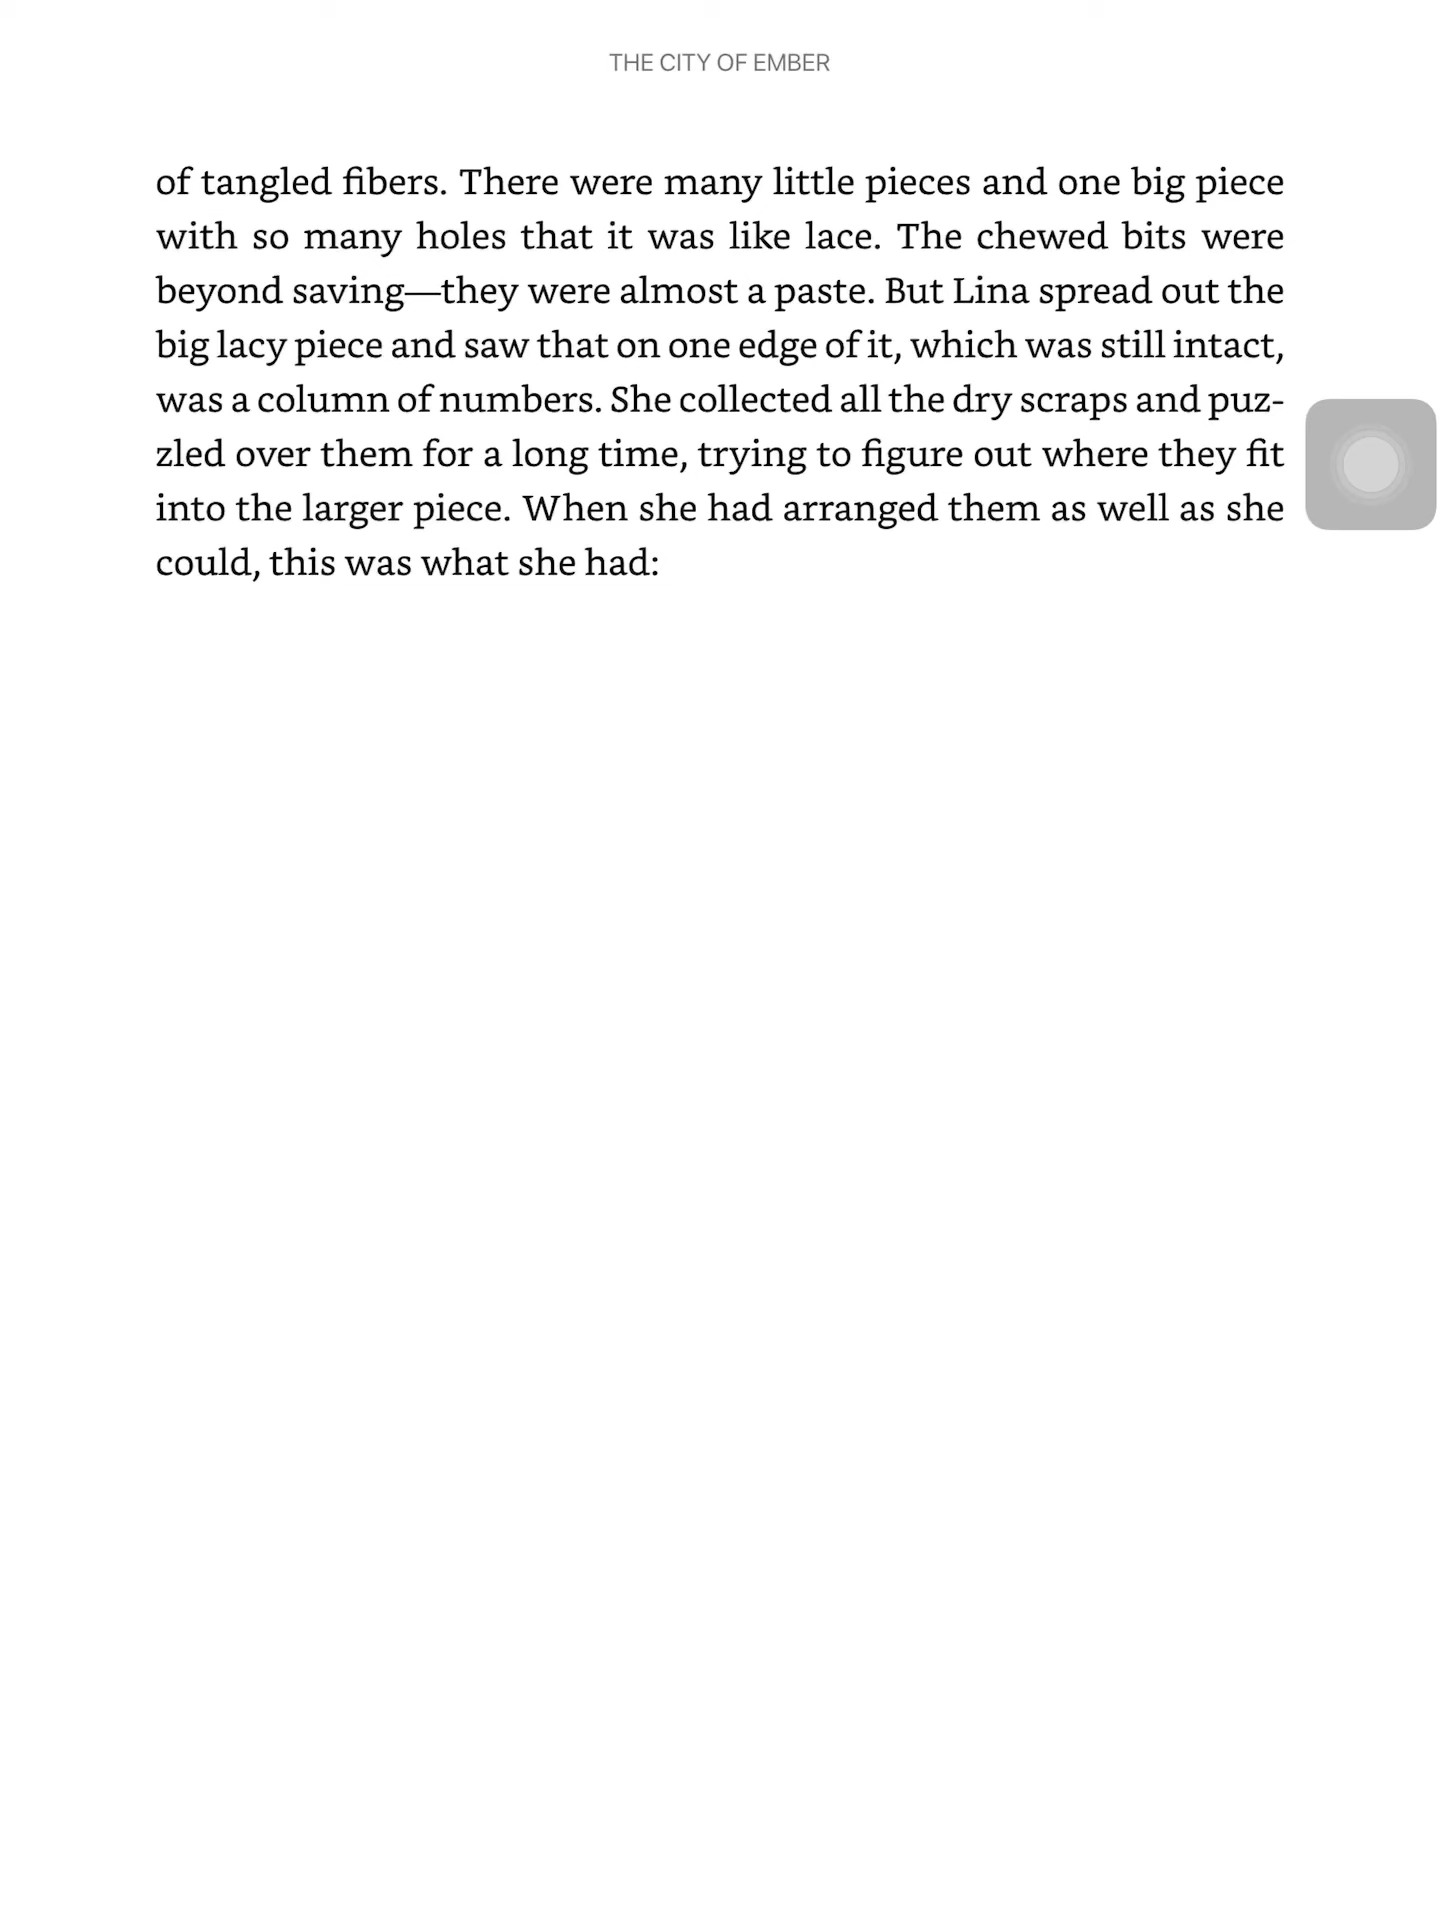 THE CITY OF EMBER
of tangled fibers. There were many little pieces and one big piece
with so many holes that it was like lace. The chewed bits were
beyond saving—they were almost a paste. But Lina spread out the
big lacy piece and saw that on one edge of it, which was still intact,
was a column of numbers. She collected all the dry scraps and puz-
zled over them for a long time, trying to figure out where they fit
into the larger piece. When she had arranged them as well as she
could, this was what she had: